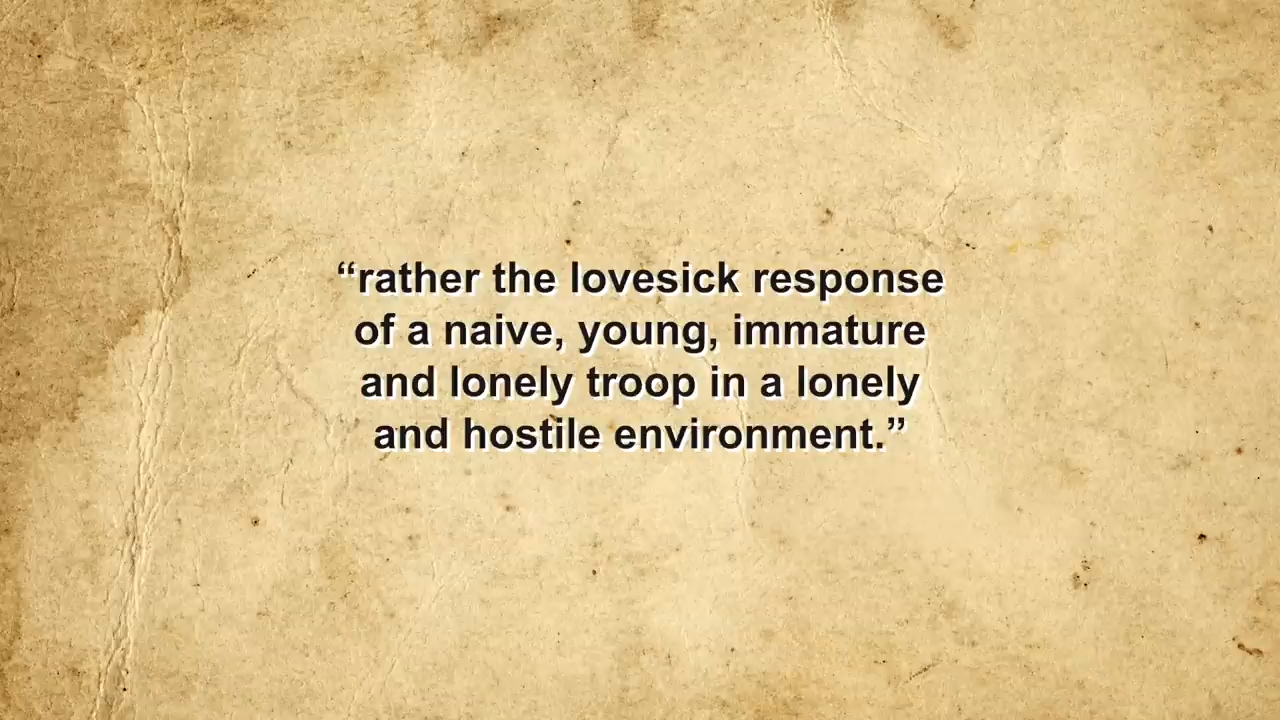 “rather the lovesick response
of a naive, young, immature
and lonely troop in a lonely
and hostile environment.”